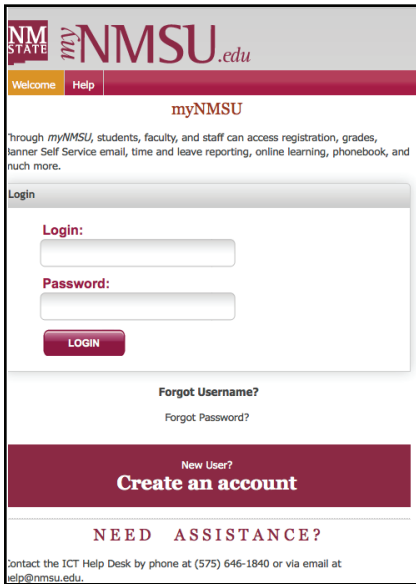 NM
STATE
myNMSU.edu
Welcome Help
myNMSU
Through myNMSU, students, faculty, and staff can access registration, grades,
Banner Self Service email, time and leave reporting, online learning, phonebook, and
much more.
Login
Login:
Password:
LOGIN
Forgot Username?
Forgot Password?
New User?
Create an account
NEED ASSISTANCE?
Contact the ICT Help Desk by phone at (575) 646-1840 or via email at
help@nmsu.edu.